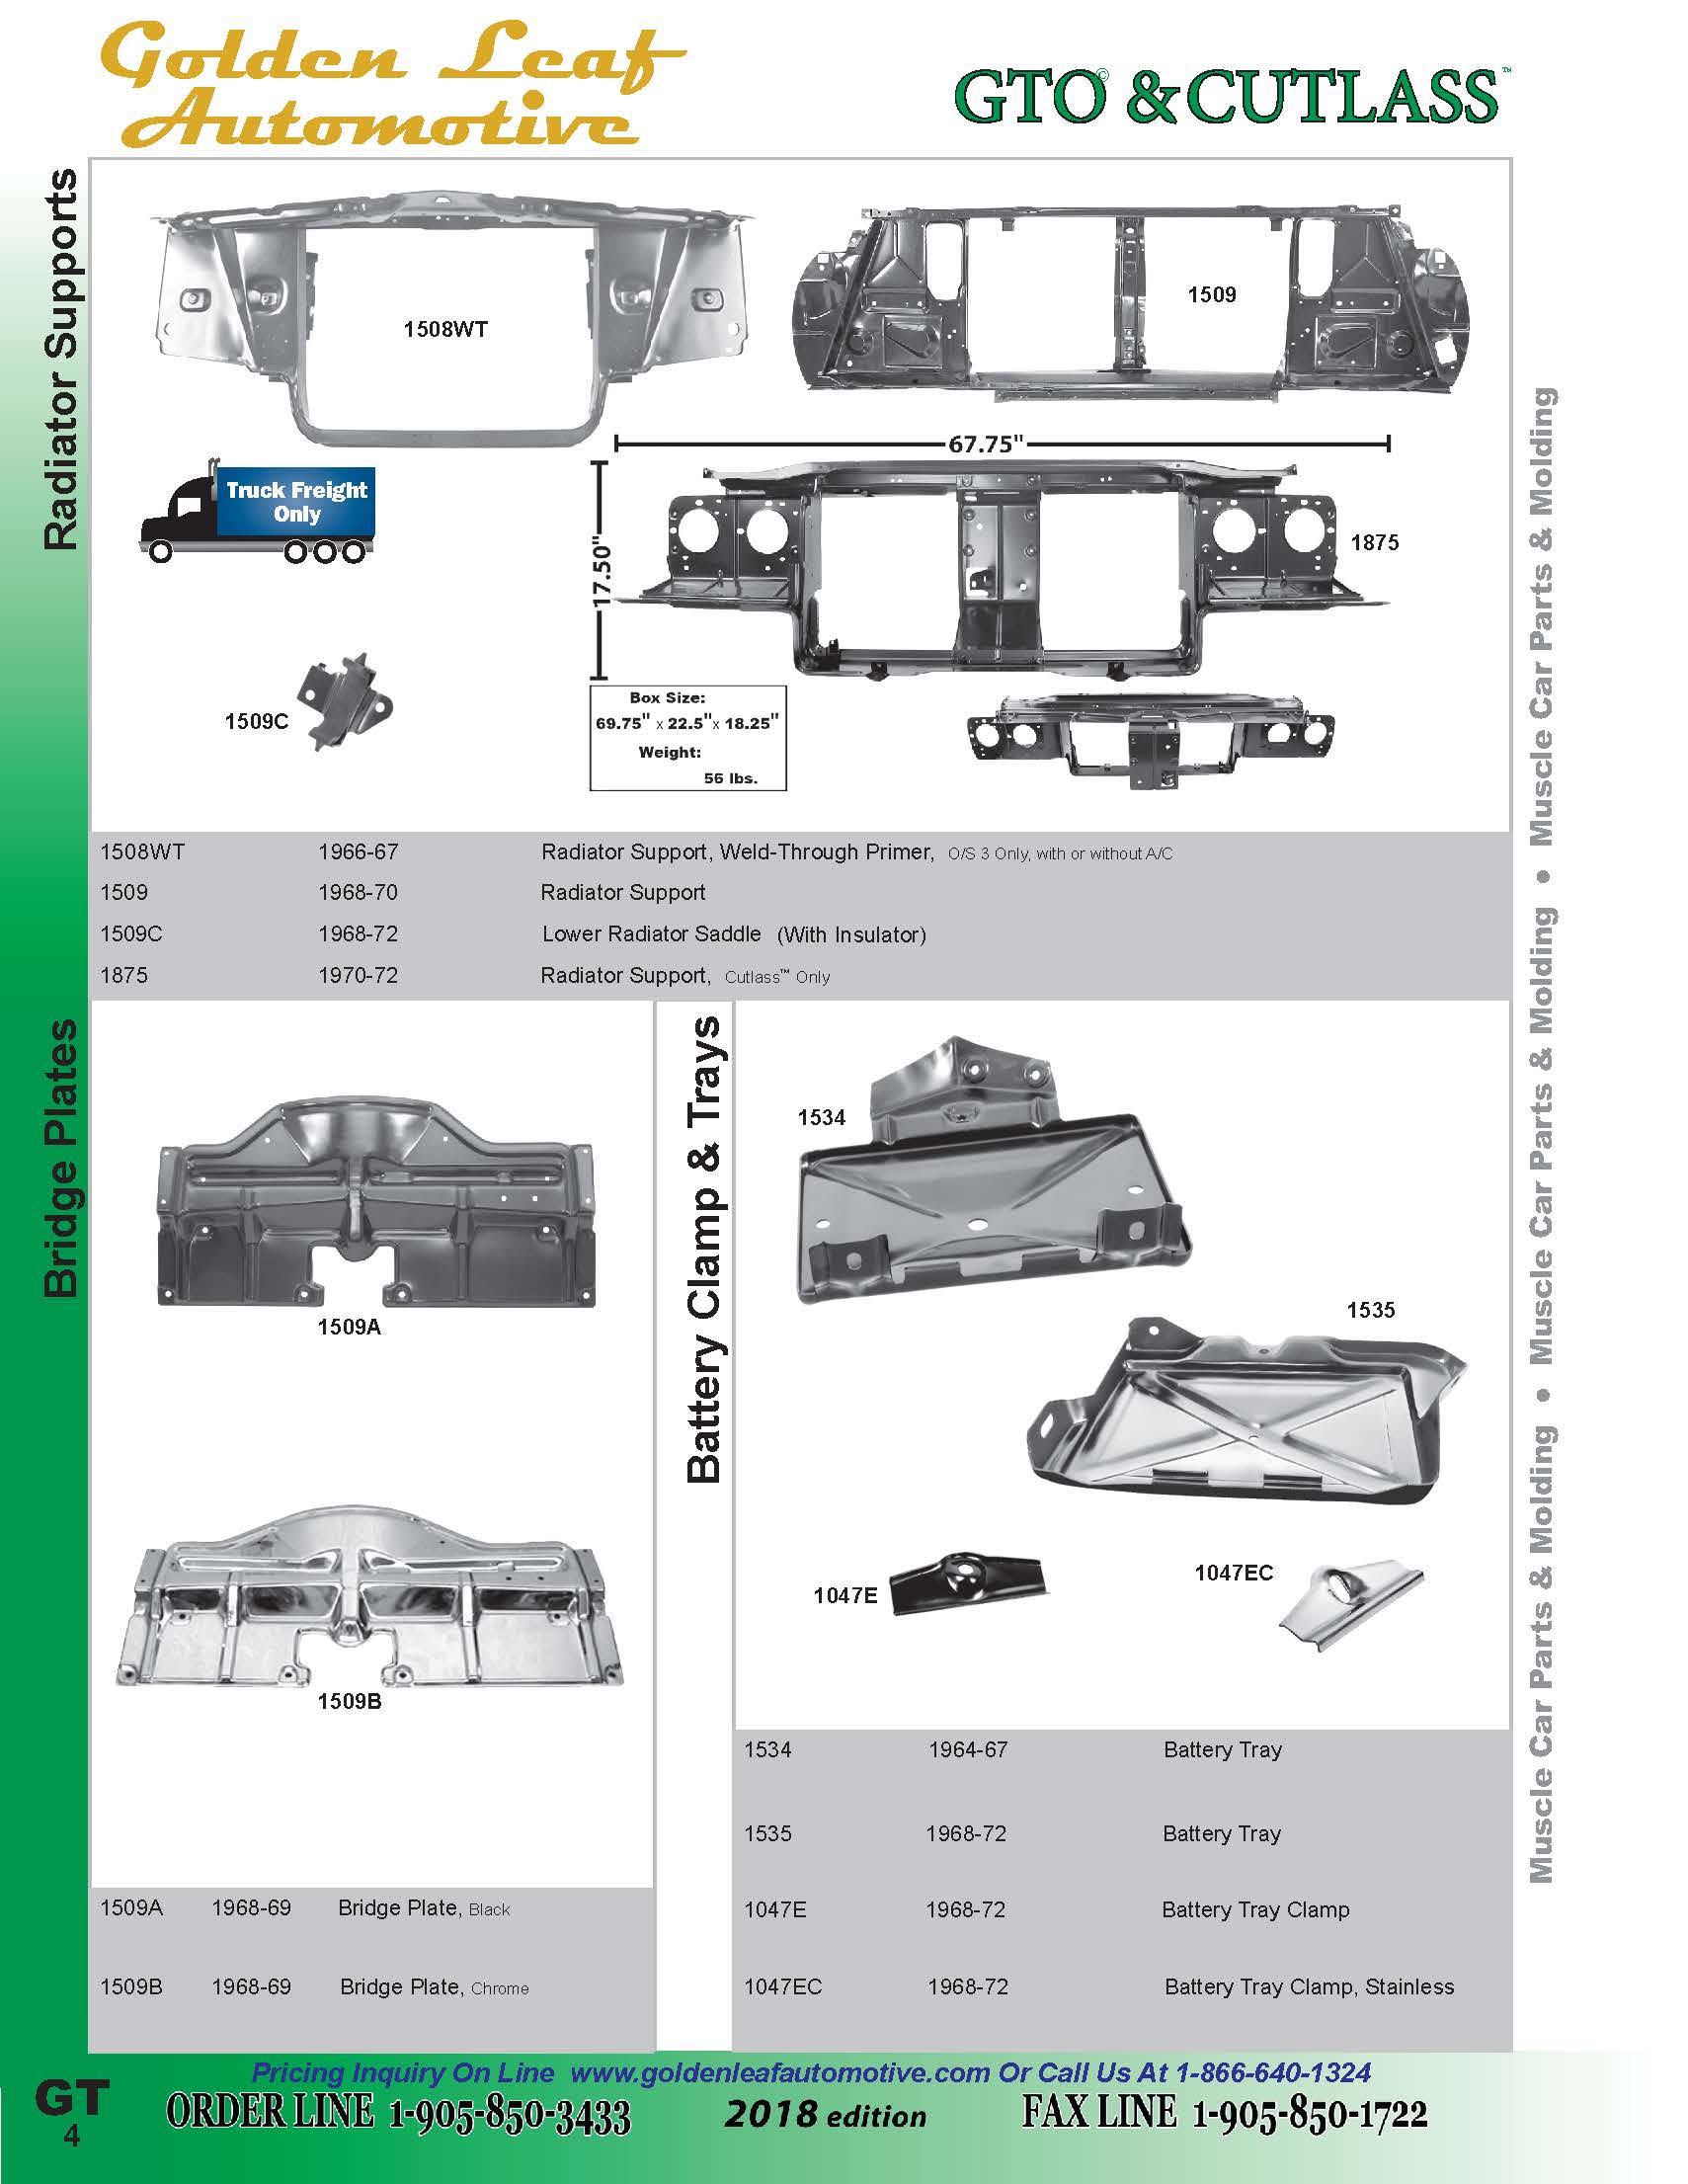 Golden Leaf
Automotive
GTO© & CUTLASS™
Radiator Supports
1508WT
1509
67.75"
Truck Freight
Only
17.50"
1875
1509C
Box Size:
69.75" x 22.5"x 18.25"
Weight:
56 lbs.
1508WT 1966-67 Radiator Support, Weld-Through Primer, O/S 3 Only, with or without A/C
1509 1968-70 Radiator Support
1509C 1968-72 Lower Radiator Saddle (With Insulator)
1875 1970-72 Radiator Support, Cutlass™ Only
Bridge Plates
1509A
1509B
1509A 1968-69 Bridge Plate, Black
1509B 1968-69 Bridge Plate, Chrome
Battery Clamp & Trays
1534
1535
1047E
1047EC
1534 1964-67 Battery Tray
1535 1968-72 Battery Tray
1047E 1968-72 Battery Tray Clamp
1047EC 1968-72 Battery Tray Clamp, Stainless
Muscle Car Parts & Molding • Muscle Car Parts & Molding • Muscle Car Parts & Molding
Pricing Inquiry On Line www.goldenleafautomotive.com Or Call Us At 1-866-640-1324
GT
4
ORDER LINE 1-905-850-3433
2018 edition
FAX LINE 1-905-850-1722